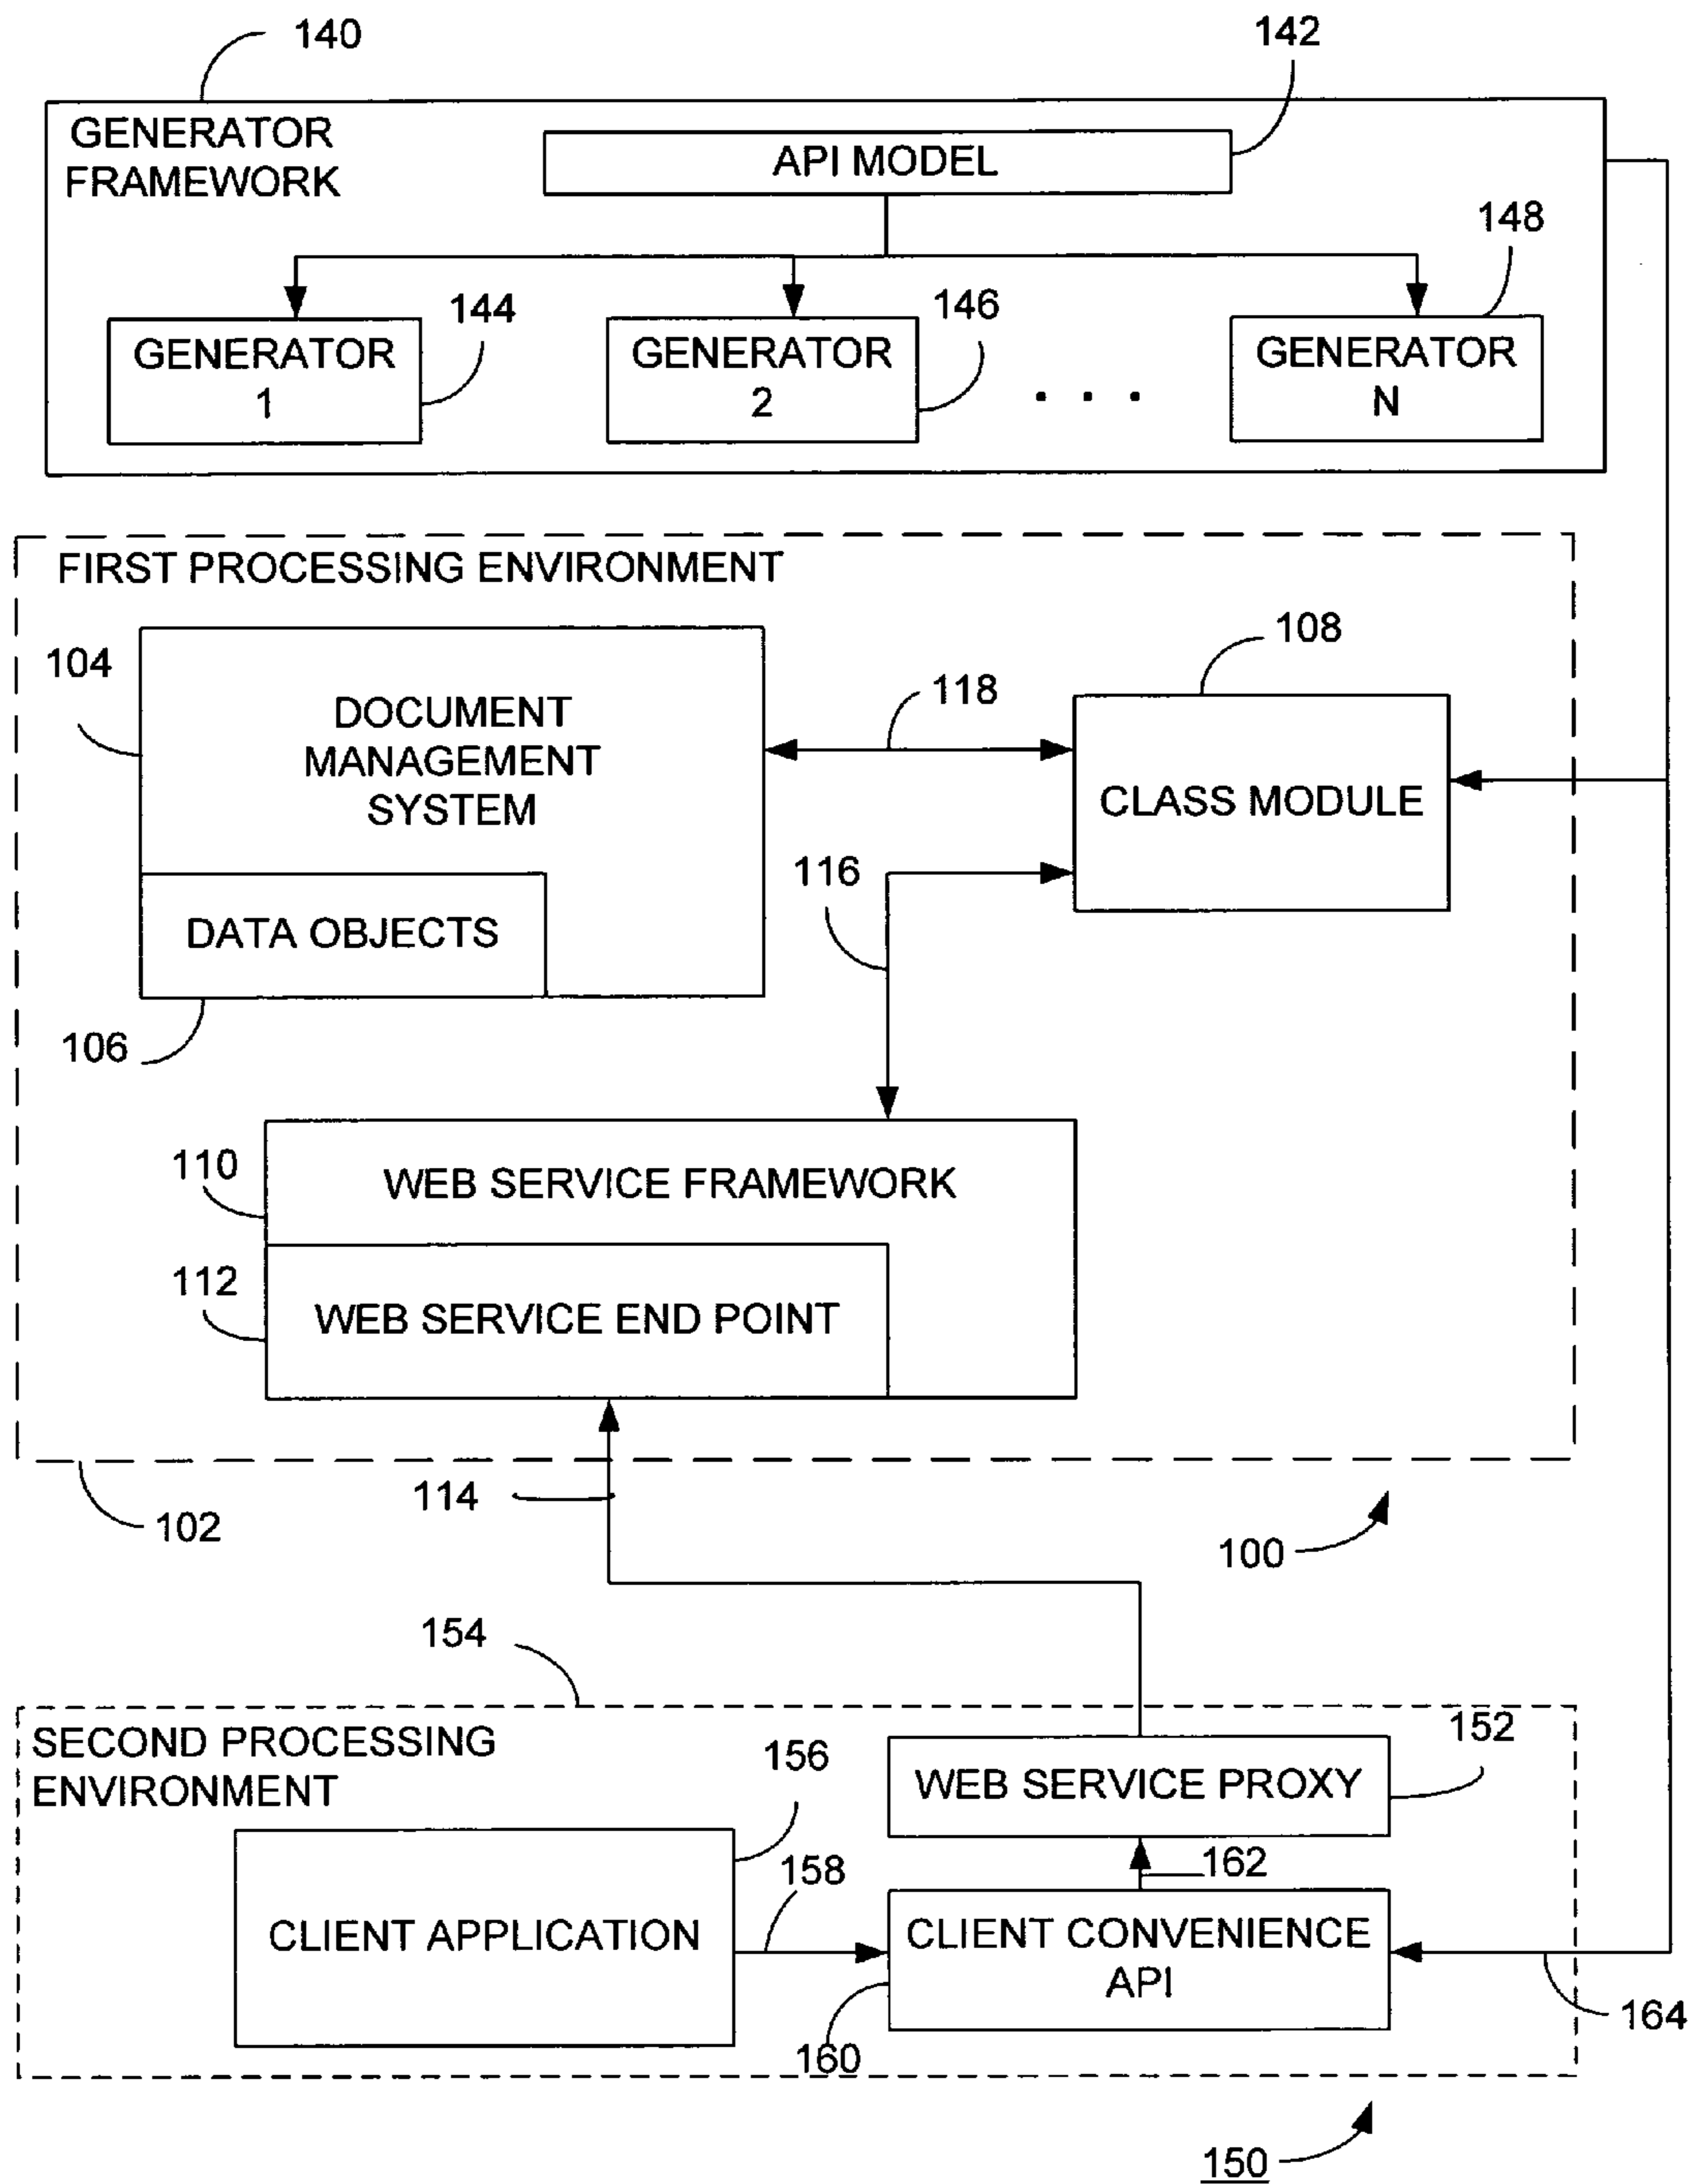 140
142
GENERATOR
FRAMEWORK
API MODEL
148
144
146
GENERATOR
1
GENERATOR
2
. . .
GENERATOR
N
FIRST PROCESSING ENVIRONMENT
104
108
118
DOCUMENT
MANAGEMENT
SYSTEM
CLASS MODULE
116
DATA OBJECTS
106
110
WEB SERVICE FRAMEWORK
112
WEB SERVICE END POINT
114
102
100
154
SECOND PROCESSING
ENVIRONMENT
152
156
WEB SERVICE PROXY
158
162
CLIENT APPLICATION
CLIENT CONVENIENCE
API
164
160
150